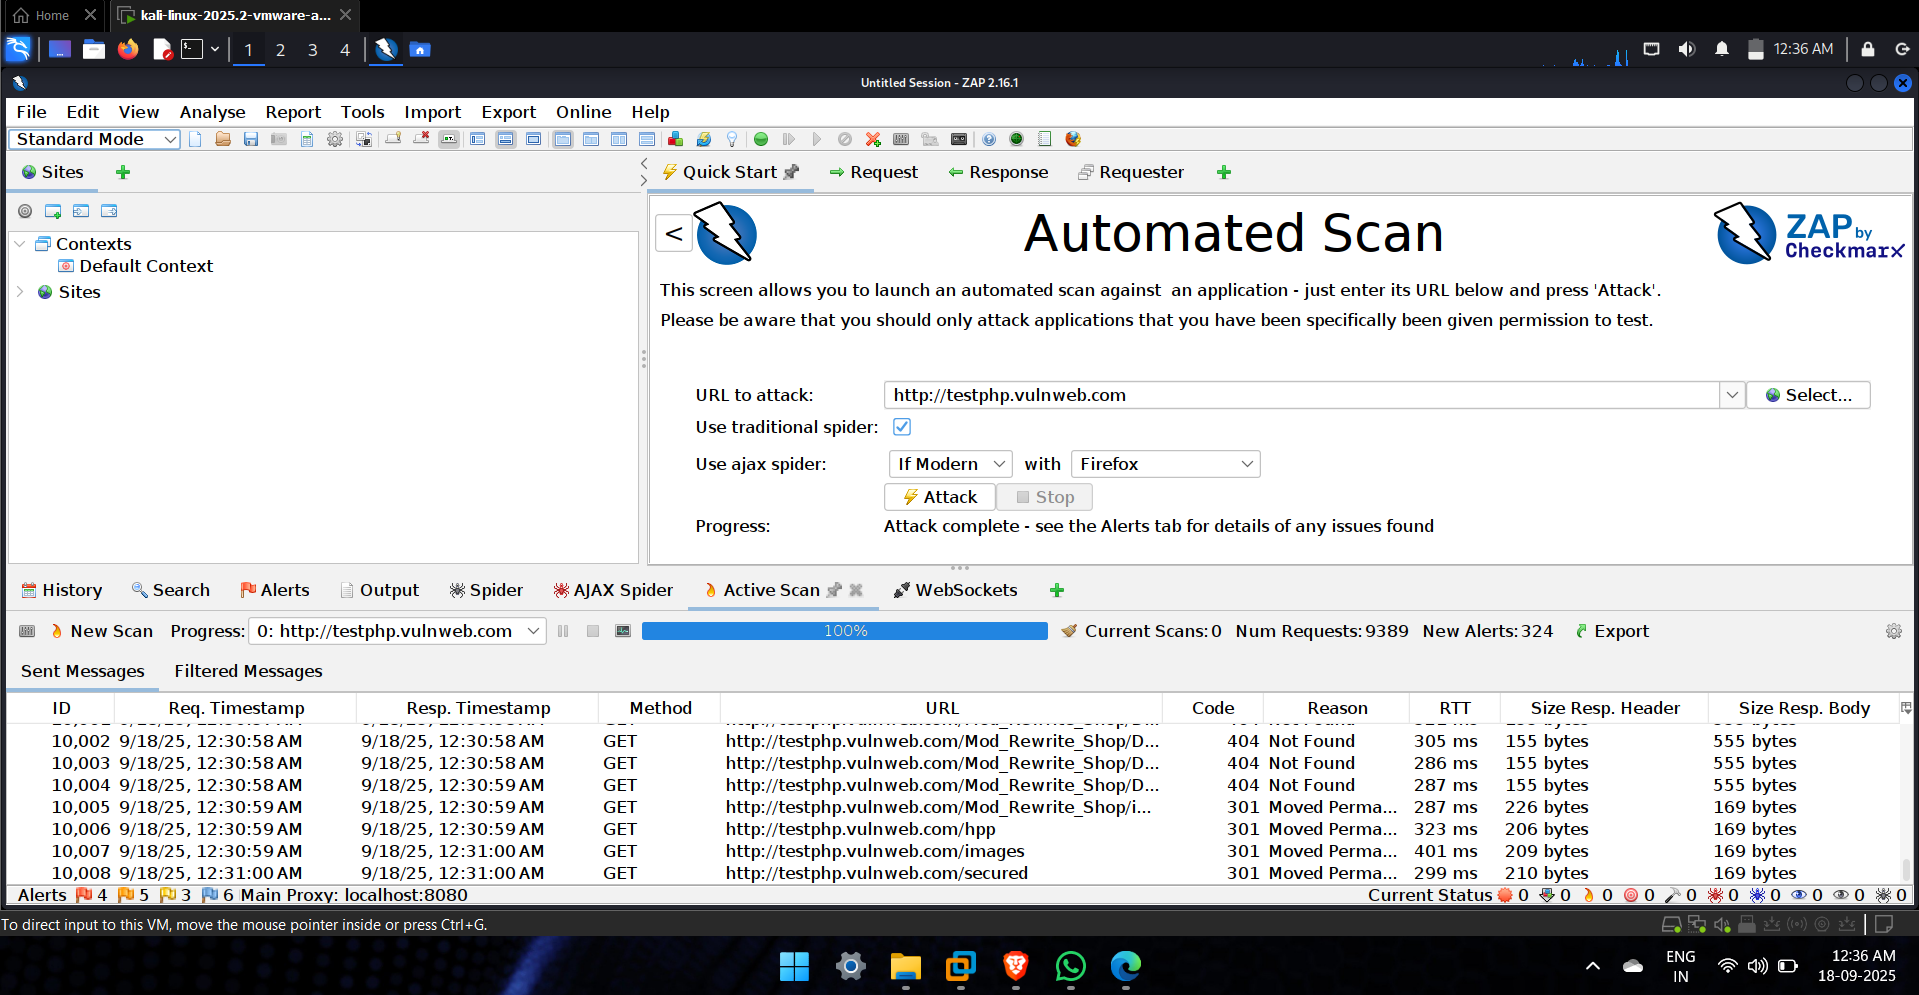 Home
kali-linux-2025.2-vmware-a...
1 2 3 4
12:36 AM
Untitled Session - ZAP 2.16.1
File Edit View Analyse Report Tools Import Export Online Help
Standard Mode
Sites
Quick Start Request Response Requester
Contexts
Default Context
Sites
<
Automated Scan
ZAP by
Checkmarx
This screen allows you to launch an automated scan against  an application - just enter its URL below and press 'Attack'.
Please be aware that you should only attack applications that you have been specifically been given permission to test.
URL to attack: http://testphp.vulnweb.com Select...
Use traditional spider:
Use ajax spider: If Modern with Firefox
Attack Stop
Progress: Attack complete - see the Alerts tab for details of any issues found
History Search Alerts Output Spider AJAX Spider Active Scan WebSockets
New Scan Progress: 0: http://testphp.vulnweb.com 100% Current Scans: 0 Num Requests: 9389 New Alerts: 324 Export
Sent Messages Filtered Messages
ID Req. Timestamp Resp. Timestamp Method URL Code Reason RTT Size Resp. Header Size Resp. Body
10,002 9/18/25, 12:30:58 AM 9/18/25, 12:30:58 AM GET http://testphp.vulnweb.com/Mod_Rewrite_Shop/D... 404 Not Found 305 ms 155 bytes 555 bytes
10,003 9/18/25, 12:30:58 AM 9/18/25, 12:30:58 AM GET http://testphp.vulnweb.com/Mod_Rewrite_Shop/D... 404 Not Found 286 ms 155 bytes 555 bytes
10,004 9/18/25, 12:30:59 AM 9/18/25, 12:30:59 AM GET http://testphp.vulnweb.com/Mod_Rewrite_Shop/D... 404 Not Found 287 ms 155 bytes 555 bytes
10,005 9/18/25, 12:30:59 AM 9/18/25, 12:30:59 AM GET http://testphp.vulnweb.com/Mod_Rewrite_Shop/i... 301 Moved Perma... 287 ms 226 bytes 169 bytes
10,006 9/18/25, 12:30:59 AM 9/18/25, 12:30:59 AM GET http://testphp.vulnweb.com/hpp 301 Moved Perma... 323 ms 206 bytes 169 bytes
10,007 9/18/25, 12:30:59 AM 9/18/25, 12:31:00 AM GET http://testphp.vulnweb.com/images 301 Moved Perma... 401 ms 209 bytes 169 bytes
10,008 9/18/25, 12:31:00 AM 9/18/25, 12:31:00 AM GET http://testphp.vulnweb.com/secured 301 Moved Perma... 299 ms 210 bytes 169 bytes
Alerts 4 5 3 6 Main Proxy: localhost:8080 Current Status 0 0 0 0 0 0 0 0 0 0
To direct input to this VM, move the mouse pointer inside or press Ctrl+G.
ENG
IN
12:36 AM
18-09-2025